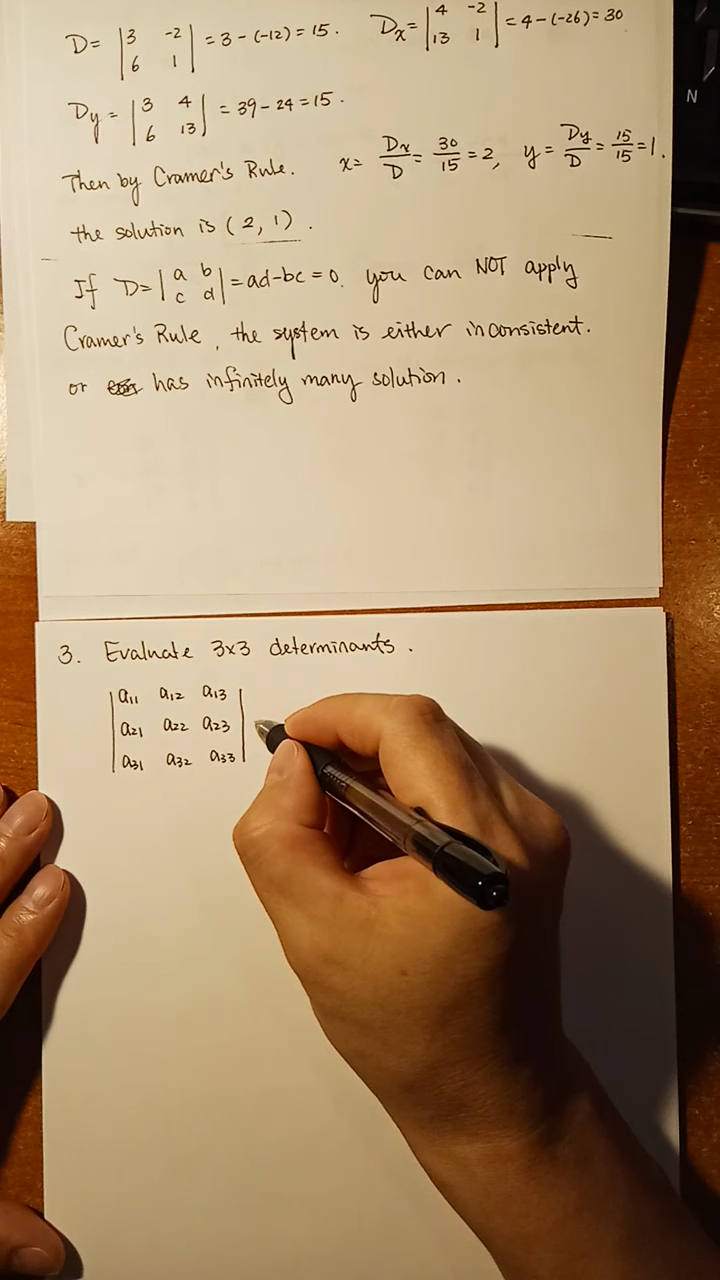 D = | 3 -2 | = 3 - (-12) = 15. Dx = | 4 -2 | = 4 - (-26) = 30
| 6 1 | | 13 1 |
Dy = | 3 4 | = 39 - 24 = 15.
| 6 13 |
Then by Cramer's Rule. x = Dx/D = 30/15 = 2, y = Dy/D = 15/15 = 1.
the solution is (2, 1).
If D = | a b | = ad-bc = 0. you can NOT apply
| c d |
Cramer's Rule, the system is either inconsistent.
or has infinitely many solution.
3. Evaluate 3x3 determinants.
| a11 a12 a13 |
| a21 a22 a23 |
| a31 a32 a33 |
N